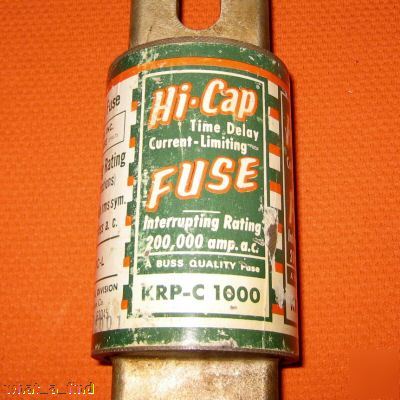 Hi-Cap
Time Delay
Current-Limiting
FUSE
Interrupting Rating
200,000 amp. a.c.
A BUSS QUALITY Fuse
KRP-C 1000
Fuse
INC.
Rating
rms sym.
a. c.
-L
DIVISION
what_a_find